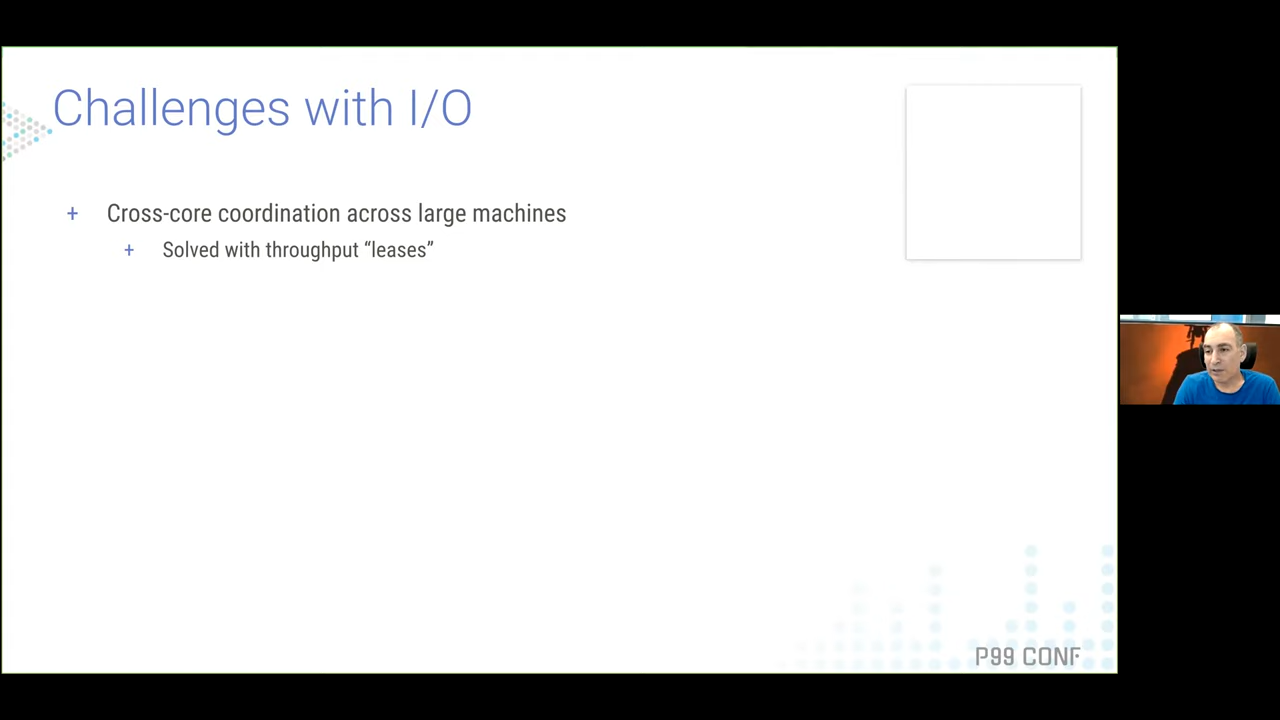 Challenges with I/O
+ Cross-core coordination across large machines
+ Solved with throughput “leases”
P99 CONF